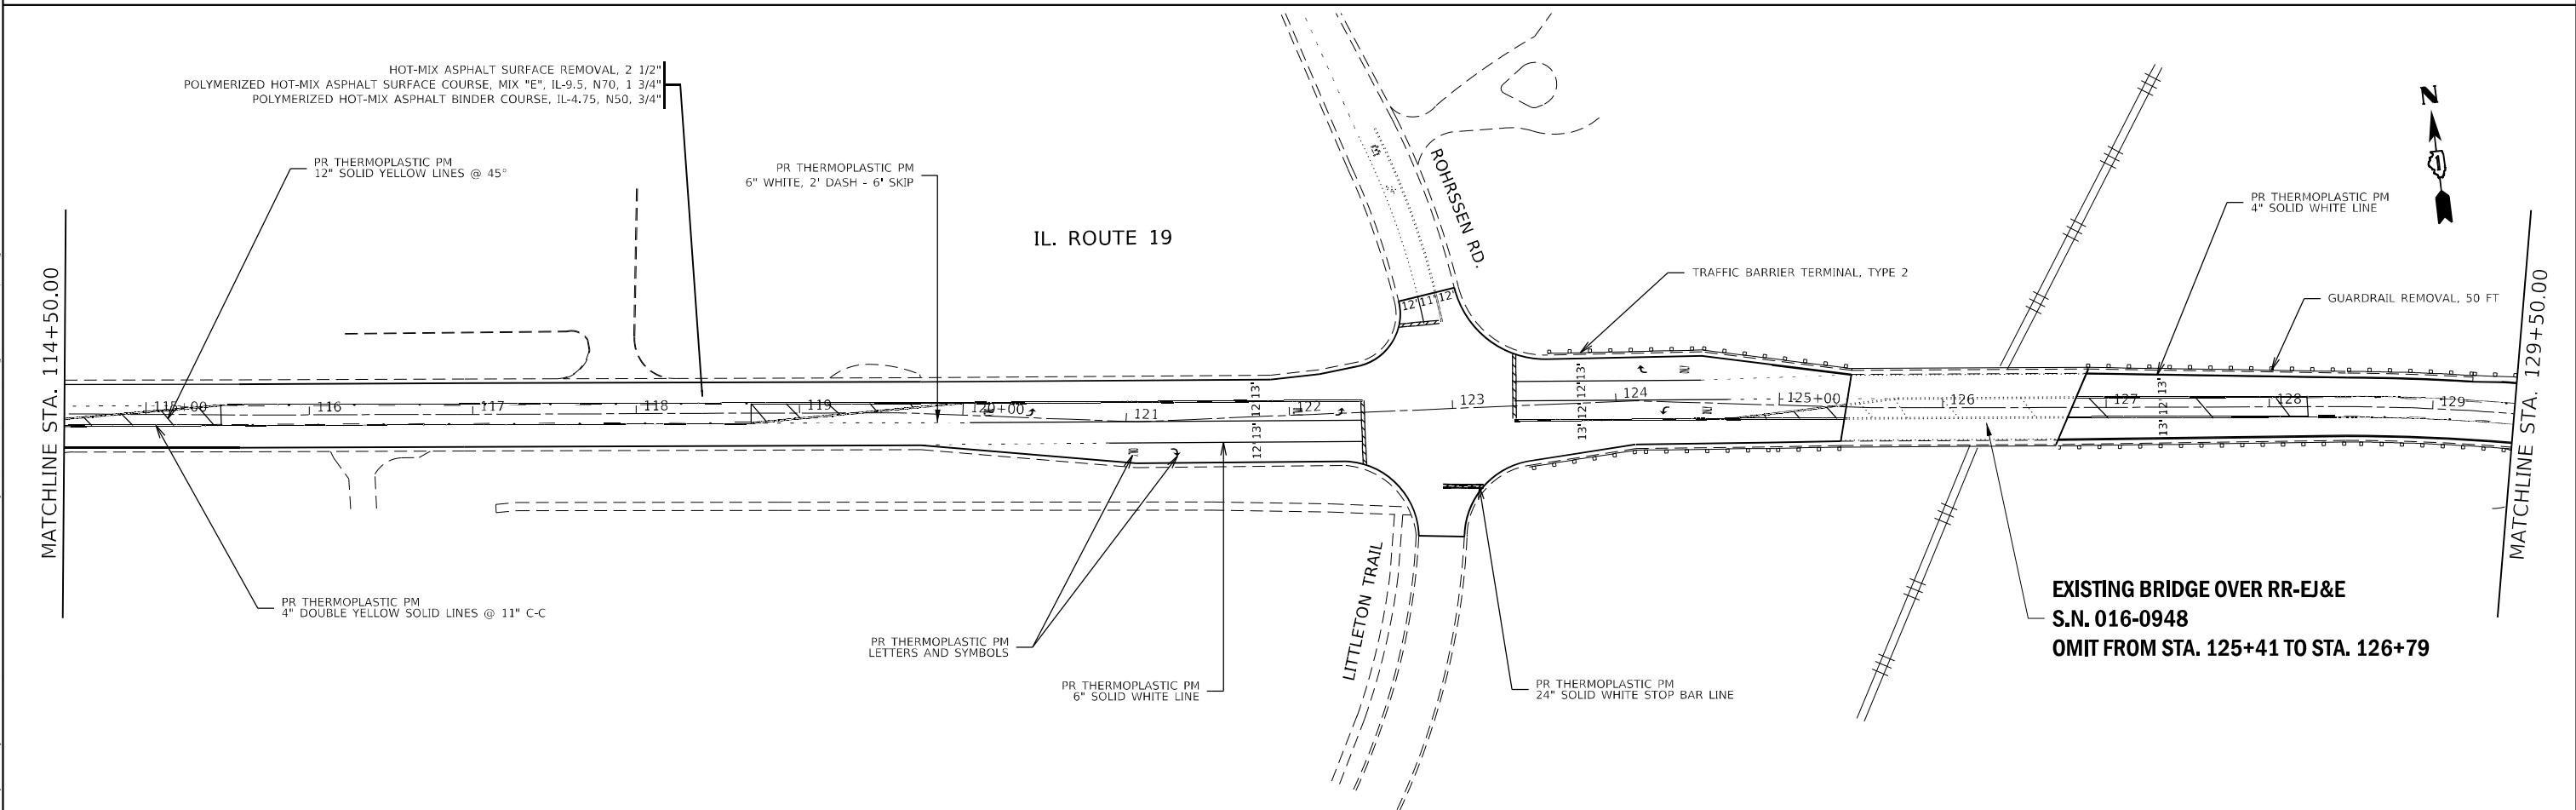 HOT-MIX ASPHALT SURFACE REMOVAL, 2 1/2"
POLYMERIZED HOT-MIX ASPHALT SURFACE COURSE, MIX "E", IL-9.5, N70, 1 3/4"
POLYMERIZED HOT-MIX ASPHALT BINDER COURSE, IL-4.75, N50, 3/4"
PR THERMOPLASTIC PM
12" SOLID YELLOW LINES @ 45°
PR THERMOPLASTIC PM
6" WHITE, 2' DASH - 6' SKIP
IL. ROUTE 19
ROHRSSEN RD.
N
1
PR THERMOPLASTIC PM
4" SOLID WHITE LINE
TRAFFIC BARRIER TERMINAL, TYPE 2
GUARDRAIL REMOVAL, 50 FT
MATCHLINE STA. 114+50.00
MATCHLINE STA. 129+50.00
12' 11' 12'
115+00 116 117 118 119 120+00 121 122 123 124 125+00 126 127 128 129
12' 13' 12' 13'
13' 12' 12' 13'
13' 12' 13'
PR THERMOPLASTIC PM
4" DOUBLE YELLOW SOLID LINES @ 11" C-C
PR THERMOPLASTIC PM
LETTERS AND SYMBOLS
PR THERMOPLASTIC PM
6" SOLID WHITE LINE
LITTLETON TRAIL
PR THERMOPLASTIC PM
24" SOLID WHITE STOP BAR LINE
EXISTING BRIDGE OVER RR-EJ&E
S.N. 016-0948
OMIT FROM STA. 125+41 TO STA. 126+79